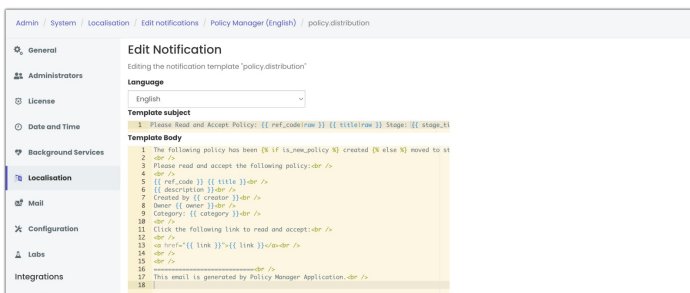 Admin / System / Localisation / Edit notifications / Policy Manager (English) / policy.distribution
General
Administrators
License
Date and Time
Background Services
Localisation
Mail
Configuration
Labs
Integrations
Edit Notification
Editing the notification template "policy.distribution"
Language
English
Template subject
1 Please Read and Accept Policy: {{ ref_code|raw }} {{ title|raw }} Stage: {{ stage_ti
Template Body
1 The following policy has been {% if is_new_policy %} created {% else %} moved to st
2 <br />
3 Please read and accept the following policy:<br />
4 <br />
5 {{ ref_code }} {{ title }}<br />
6 {{ description }}<br />
7 Created by {{ creator }}<br />
8 Owner {{ owner }}<br />
9 Category: {{ category }}<br />
10 <br />
11 Click the following link to read and accept:<br />
12 <br />
13 <a href="{{ link }}">{{ link }}</a><br />
14 <br />
15 <br />
16 ============================<br />
17 This email is generated by Policy Manager Application.<br />
18